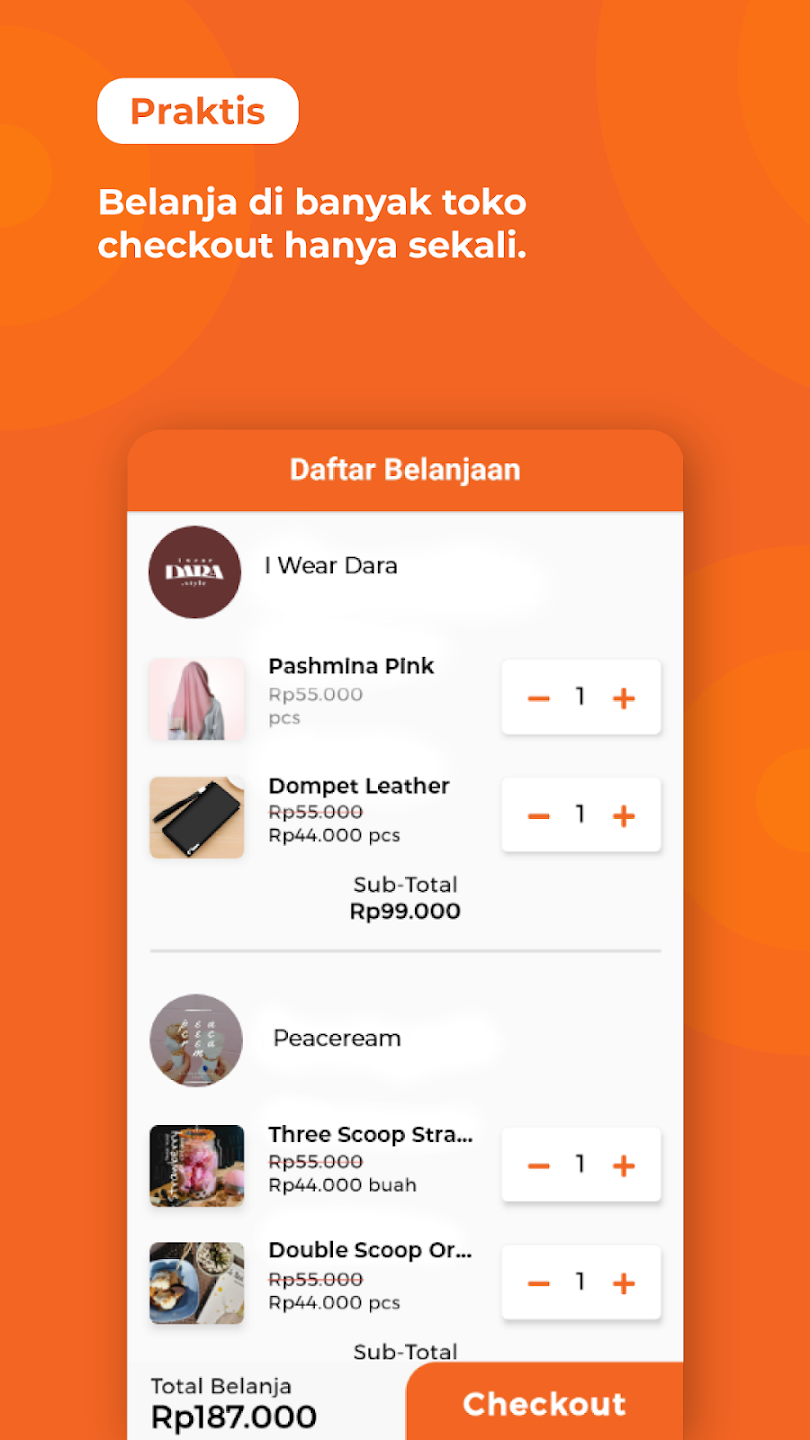 Praktis
Belanja di banyak toko
checkout hanya sekali.
Daftar Belanjaan
I wear
DARA
.style
I Wear Dara
Pashmina Pink
Rp55.000
pcs
1
Dompet Leather
Rp55.000
Rp44.000 pcs
1
Sub-Total
Rp99.000
Peaceream
Three Scoop Stra...
Rp55.000
Rp44.000 buah
1
Double Scoop Or...
Rp55.000
Rp44.000 pcs
1
Sub-Total
Total Belanja
Rp187.000
Checkout